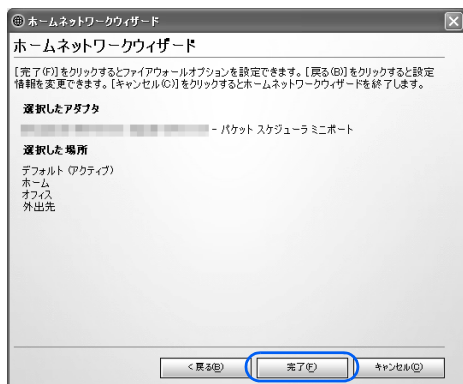 ホームネットワークウィザード
ホームネットワークウィザード
[完了(F)]をクリックするとファイアウォールオプションを設定できます。[戻る(B)]をクリックすると設定
情報を変更できます。[キャンセル(C)]をクリックするとホームネットワークウィザードを終了します。
選択したアダプタ
- パケット スケジューラ ミニポート
選択した場所
デフォルト (アクティブ)
ホーム
オフィス
外出先
< 戻る(B)
完了(F)
キャンセル(C)